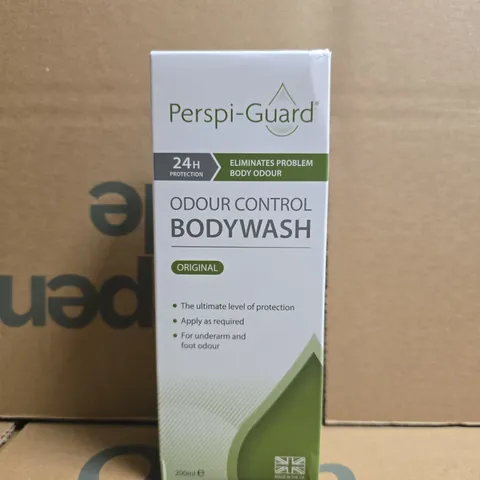 Perspi-Guard®
24H
PROTECTION
ELIMINATES PROBLEM
BODY ODOUR
ODOUR CONTROL
BODYWASH
ORIGINAL
• The ultimate level of protection
• Apply as required
• For underarm and
foot odour
200ml e